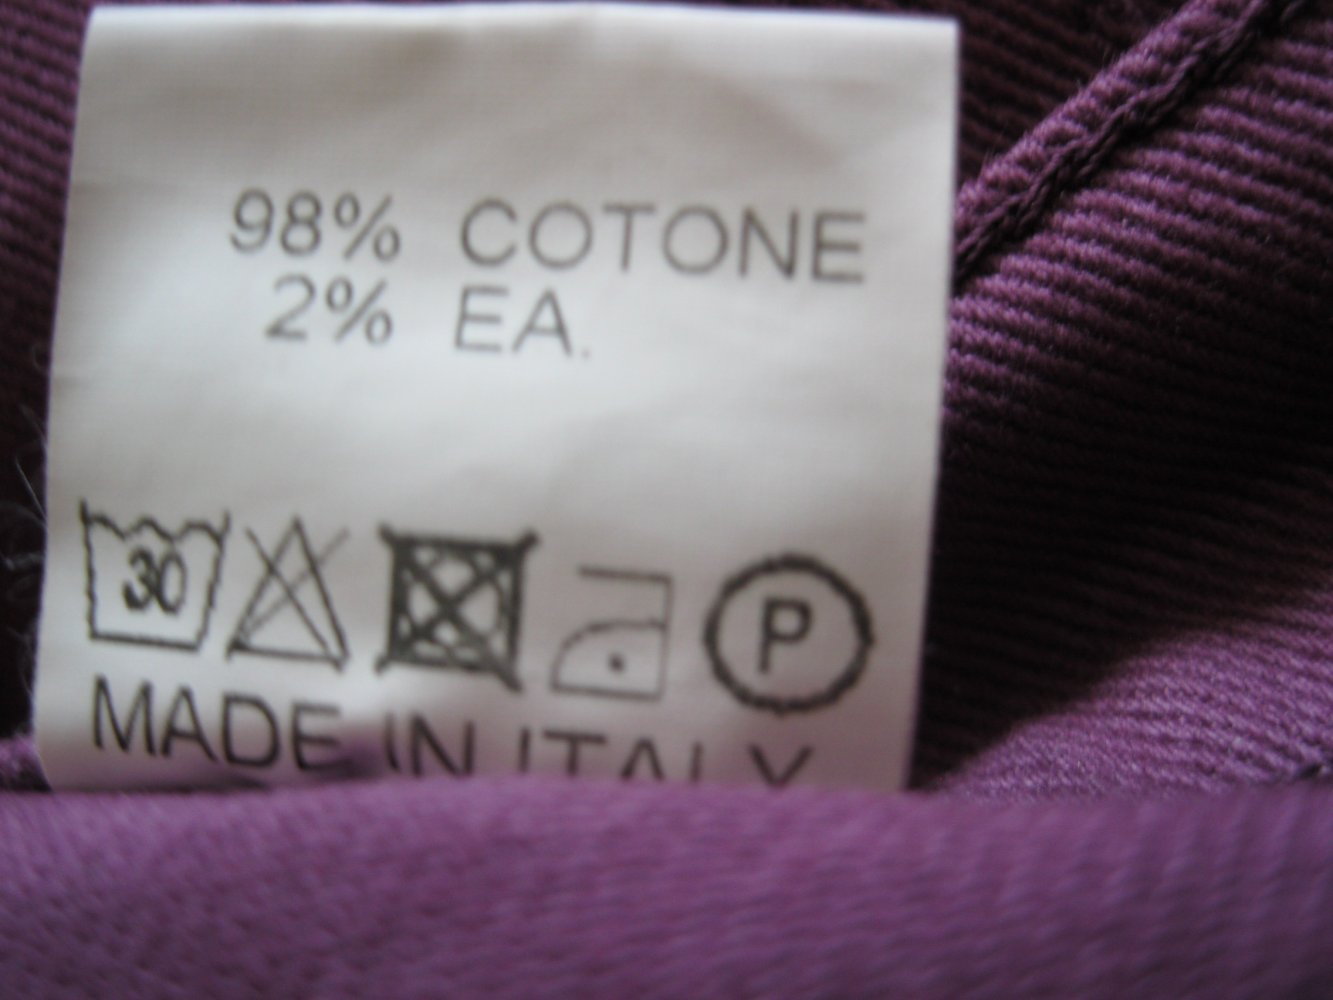 98% COTONE
2% EA.
30 P
MADE IN ITALY